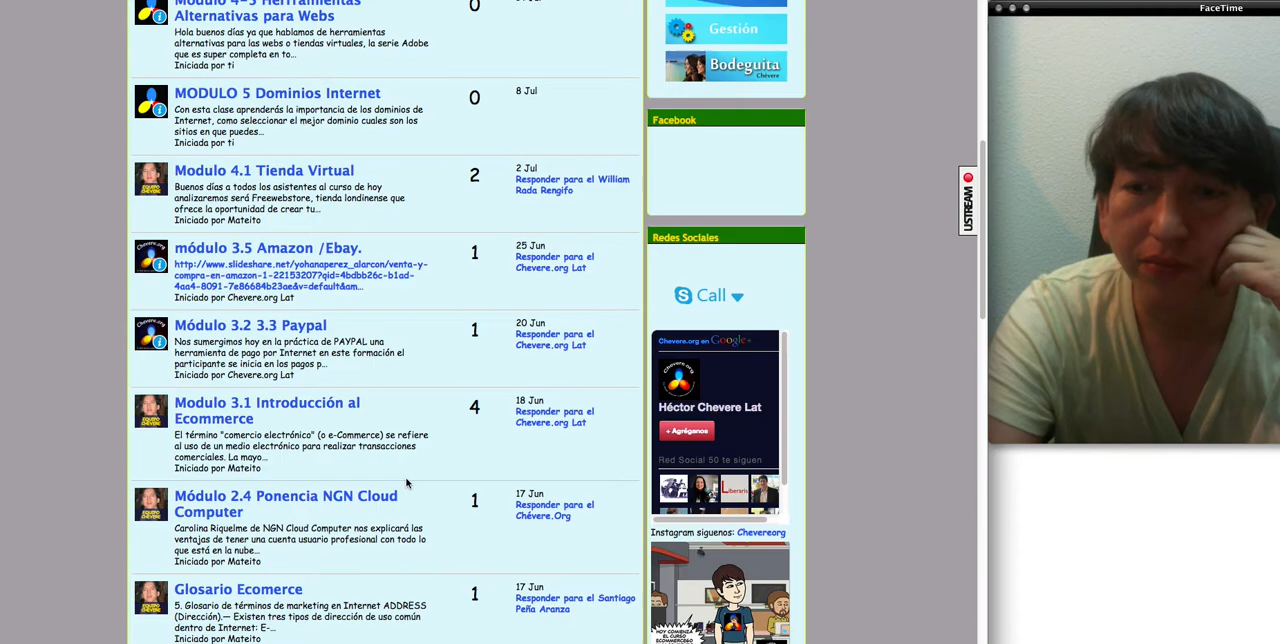 Modulo 4-5 Herrramientas
Alternativas para Webs
0
Hola buenos días ya que hablamos de herramientas
alternativas para las webs o tiendas virtuales, la serie Adobe
que es super completa en to...
Iniciada por ti
MODULO 5 Dominios Internet
0
8 Jul
Con esta clase aprenderás la importancia de los dominios de
Internet, como seleccionar el mejor dominio cuales son los
sitios en que puedes...
Iniciada por ti
Modulo 4.1 Tienda Virtual
2
2 Jul
Responder para el William
Rada Rengifo
Buenos días a todos los asistentes al curso de hoy
analizaremos será Freewebstore, tienda londinense que
ofrece la oportunidad de crear tu...
Iniciado por Mateito
módulo 3.5 Amazon /Ebay.
1
25 Jun
Responder para el
Chevere.org Lat
http://www.slideshare.net/yohanaperez_alarcon/venta-y-
compra-en-amazon-1-22153207?qid=4bdbb26c-b1ad-
4aa4-8091-7e86684b23ae&v=default&am...
Iniciado por Chevere.org Lat
Módulo 3.2 3.3 Paypal
1
20 Jun
Responder para el
Chevere.org Lat
Nos sumergimos hoy en la práctica de PAYPAL una
herramienta de pago por Internet en este formación el
participante se inicia en los pagos p...
Iniciado por Chevere.org Lat
Modulo 3.1 Introducción al
Ecommerce
4
18 Jun
Responder para el
Chevere.org Lat
El término "comercio electrónico" (o e-Commerce) se refiere
al uso de un medio electrónico para realizar transacciones
comerciales. La mayo...
Iniciado por Mateito
Módulo 2.4 Ponencia NGN Cloud
Computer
1
17 Jun
Responder para el
Chévere.Org
Carolina Riquelme de NGN Cloud Computer nos explicará las
ventajas de tener una cuenta usuario profesional con todo lo
que está en la nube...
Iniciado por Mateito
Glosario Ecomerce
1
17 Jun
Responder para el Santiago
Peña Aranza
5. Glosario de términos de marketing en Internet ADDRESS
(Dirección).— Existen tres tipos de dirección de uso común
dentro de Internet: E-...
Iniciado por Mateito
EQUIPO
CHEVERE
Gestión
Bodeguita
Chévere
Facebook
Redes Sociales
Call
Chevere.org en Google+
Héctor Chevere Lat
+ Agréganos
Red Social 50 te siguen
Liberaris
Instagram siguenos: Chevereorg
HOY COMIENZA
EL CURSO
USTREAM
FaceTime